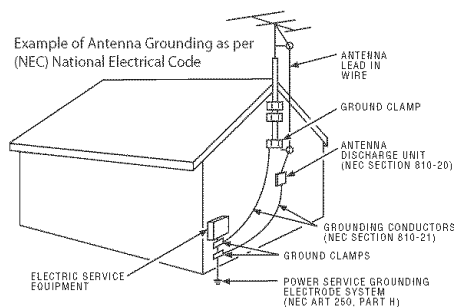 Example of Antenna Grounding as per
(NEC) National Electrical Code
ANTENNA
LEAD IN
WIRE
GROUND CLAMP
ANTENNA
DISCHARGE UNIT
(NEC SECTION 810-20)
GROUNDING CONDUCTORS
(NEC SECTION 810-21)
GROUND CLAMPS
ELECTRIC SERVICE
EQUIPMENT
POWER SERVICE GROUNDING
ELECTRODE SYSTEM
(NEC ART 250, PART H)